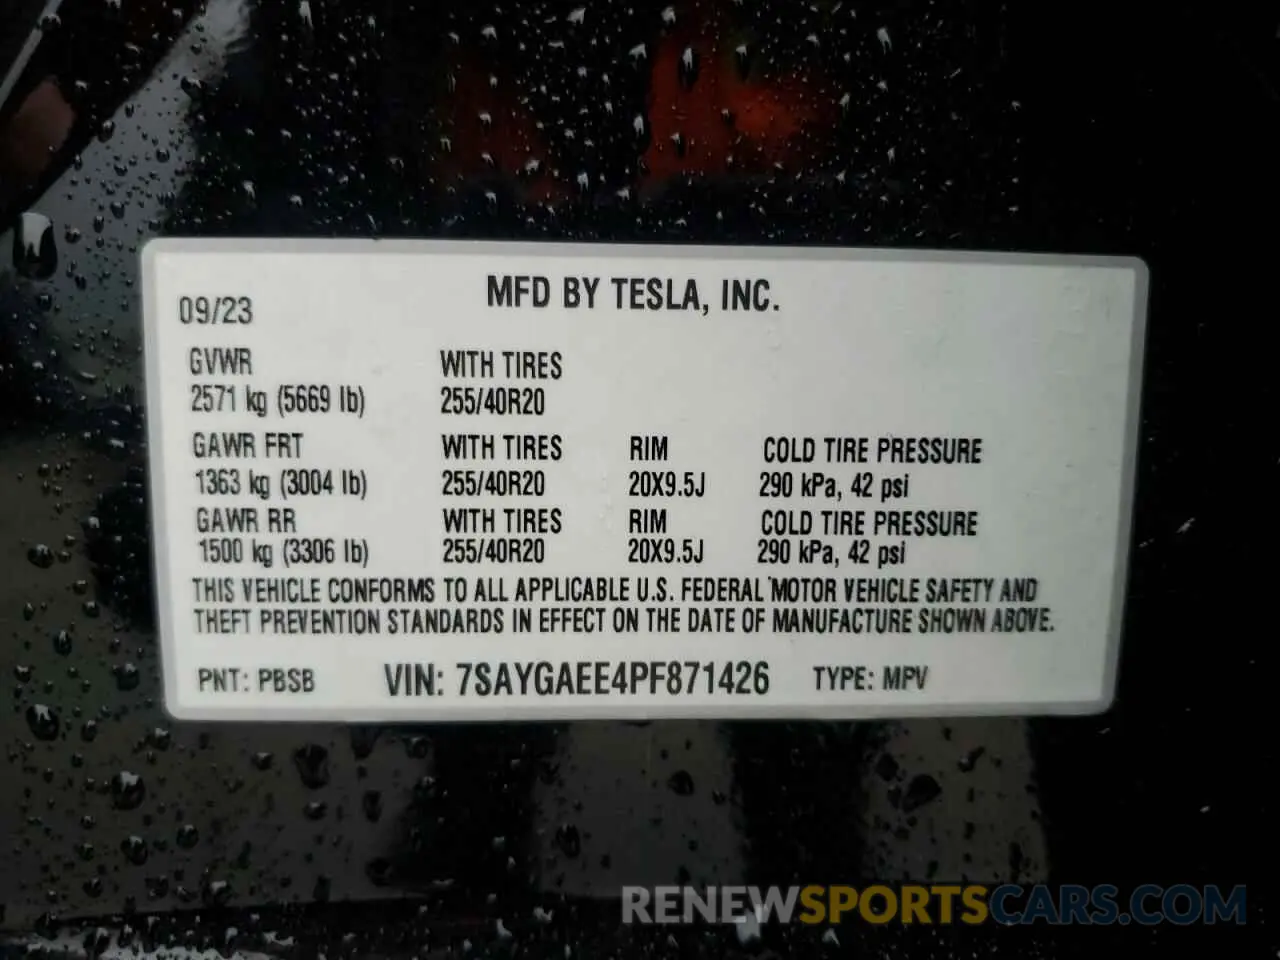 MFD BY TESLA, INC.
09/23
GVWR WITH TIRES
2571 kg (5669 lb) 255/40R20
GAWR FRT WITH TIRES RIM COLD TIRE PRESSURE
1363 kg (3004 lb) 255/40R20 20X9.5J 290 kPa, 42 psi
GAWR RR WITH TIRES RIM COLD TIRE PRESSURE
1500 kg (3306 lb) 255/40R20 20X9.5J 290 kPa, 42 psi
THIS VEHICLE CONFORMS TO ALL APPLICABLE U.S. FEDERAL MOTOR VEHICLE SAFETY AND
THEFT PREVENTION STANDARDS IN EFFECT ON THE DATE OF MANUFACTURE SHOWN ABOVE.
PNT: PBSB VIN: 7SAYGAEE4PF871426 TYPE: MPV
RENEWSPORTSCARS.COM